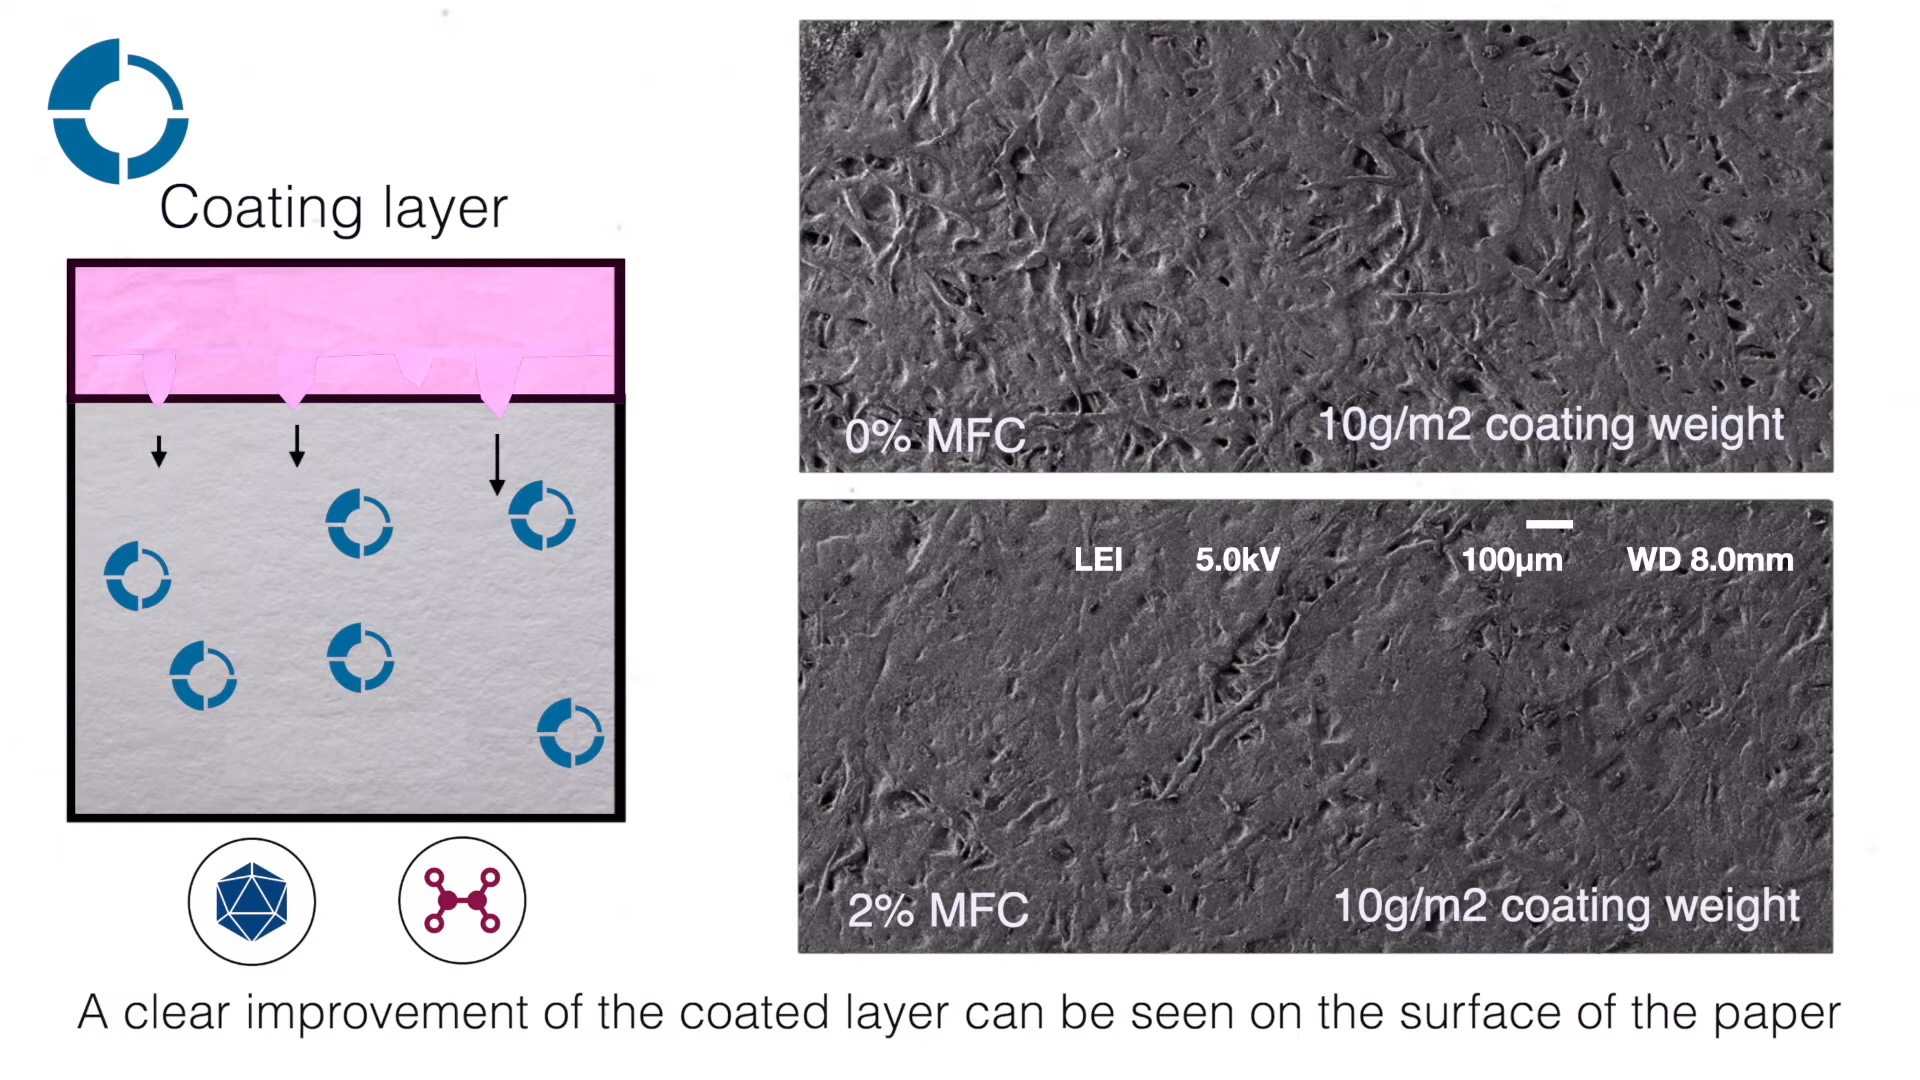 Coating layer
0% MFC
10g/m2 coating weight
LEI 5.0kV 100µm WD 8.0mm
2% MFC
10g/m2 coating weight
A clear improvement of the coated layer can be seen on the surface of the paper